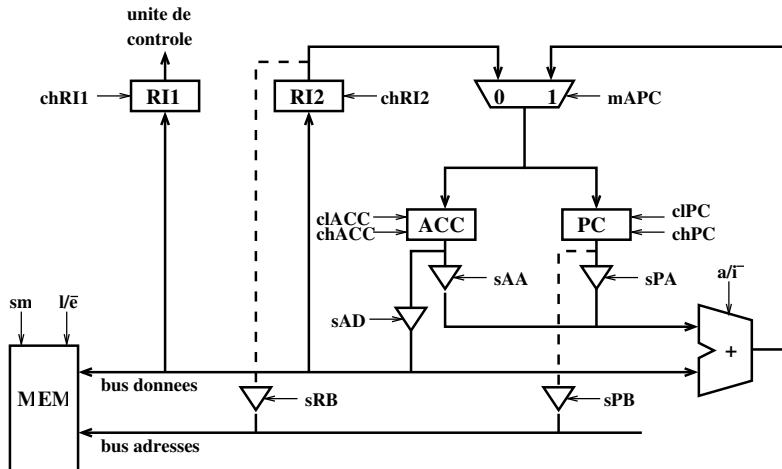 unite de
controle
chRI1
RI1
RI2
chRI2
0
1
mAPC
clACC
chACC
ACC
PC
clPC
chPC
sAA
sPA
a/i̅
sm
l/e̅
sAD
+
MEM
bus donnees
sRB
sPB
bus adresses